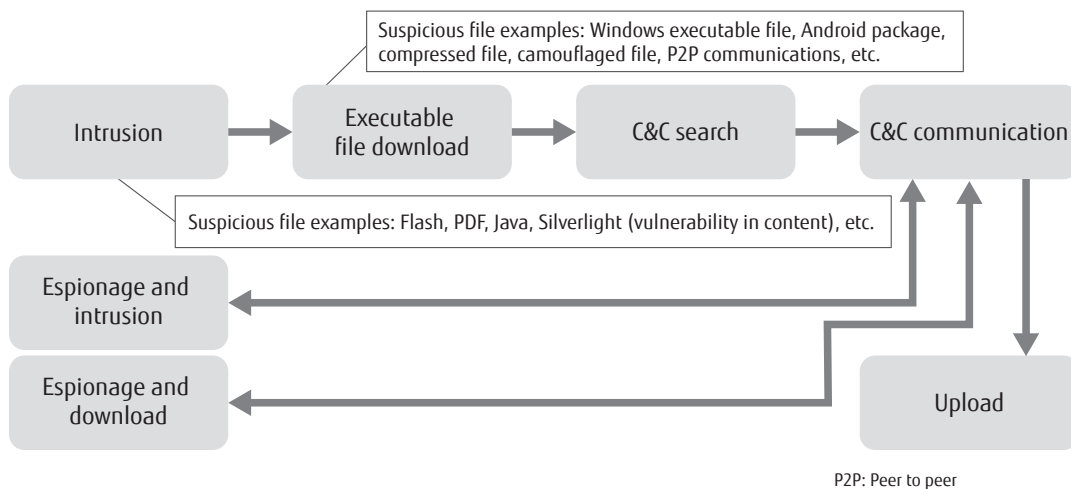 Suspicious file examples: Windows executable file, Android package,
compressed file, camouflaged file, P2P communications, etc.
Intrusion
Executable
file download
C&C search
C&C communication
Suspicious file examples: Flash, PDF, Java, Silverlight (vulnerability in content), etc.
Espionage and
intrusion
Espionage and
download
Upload
P2P: Peer to peer